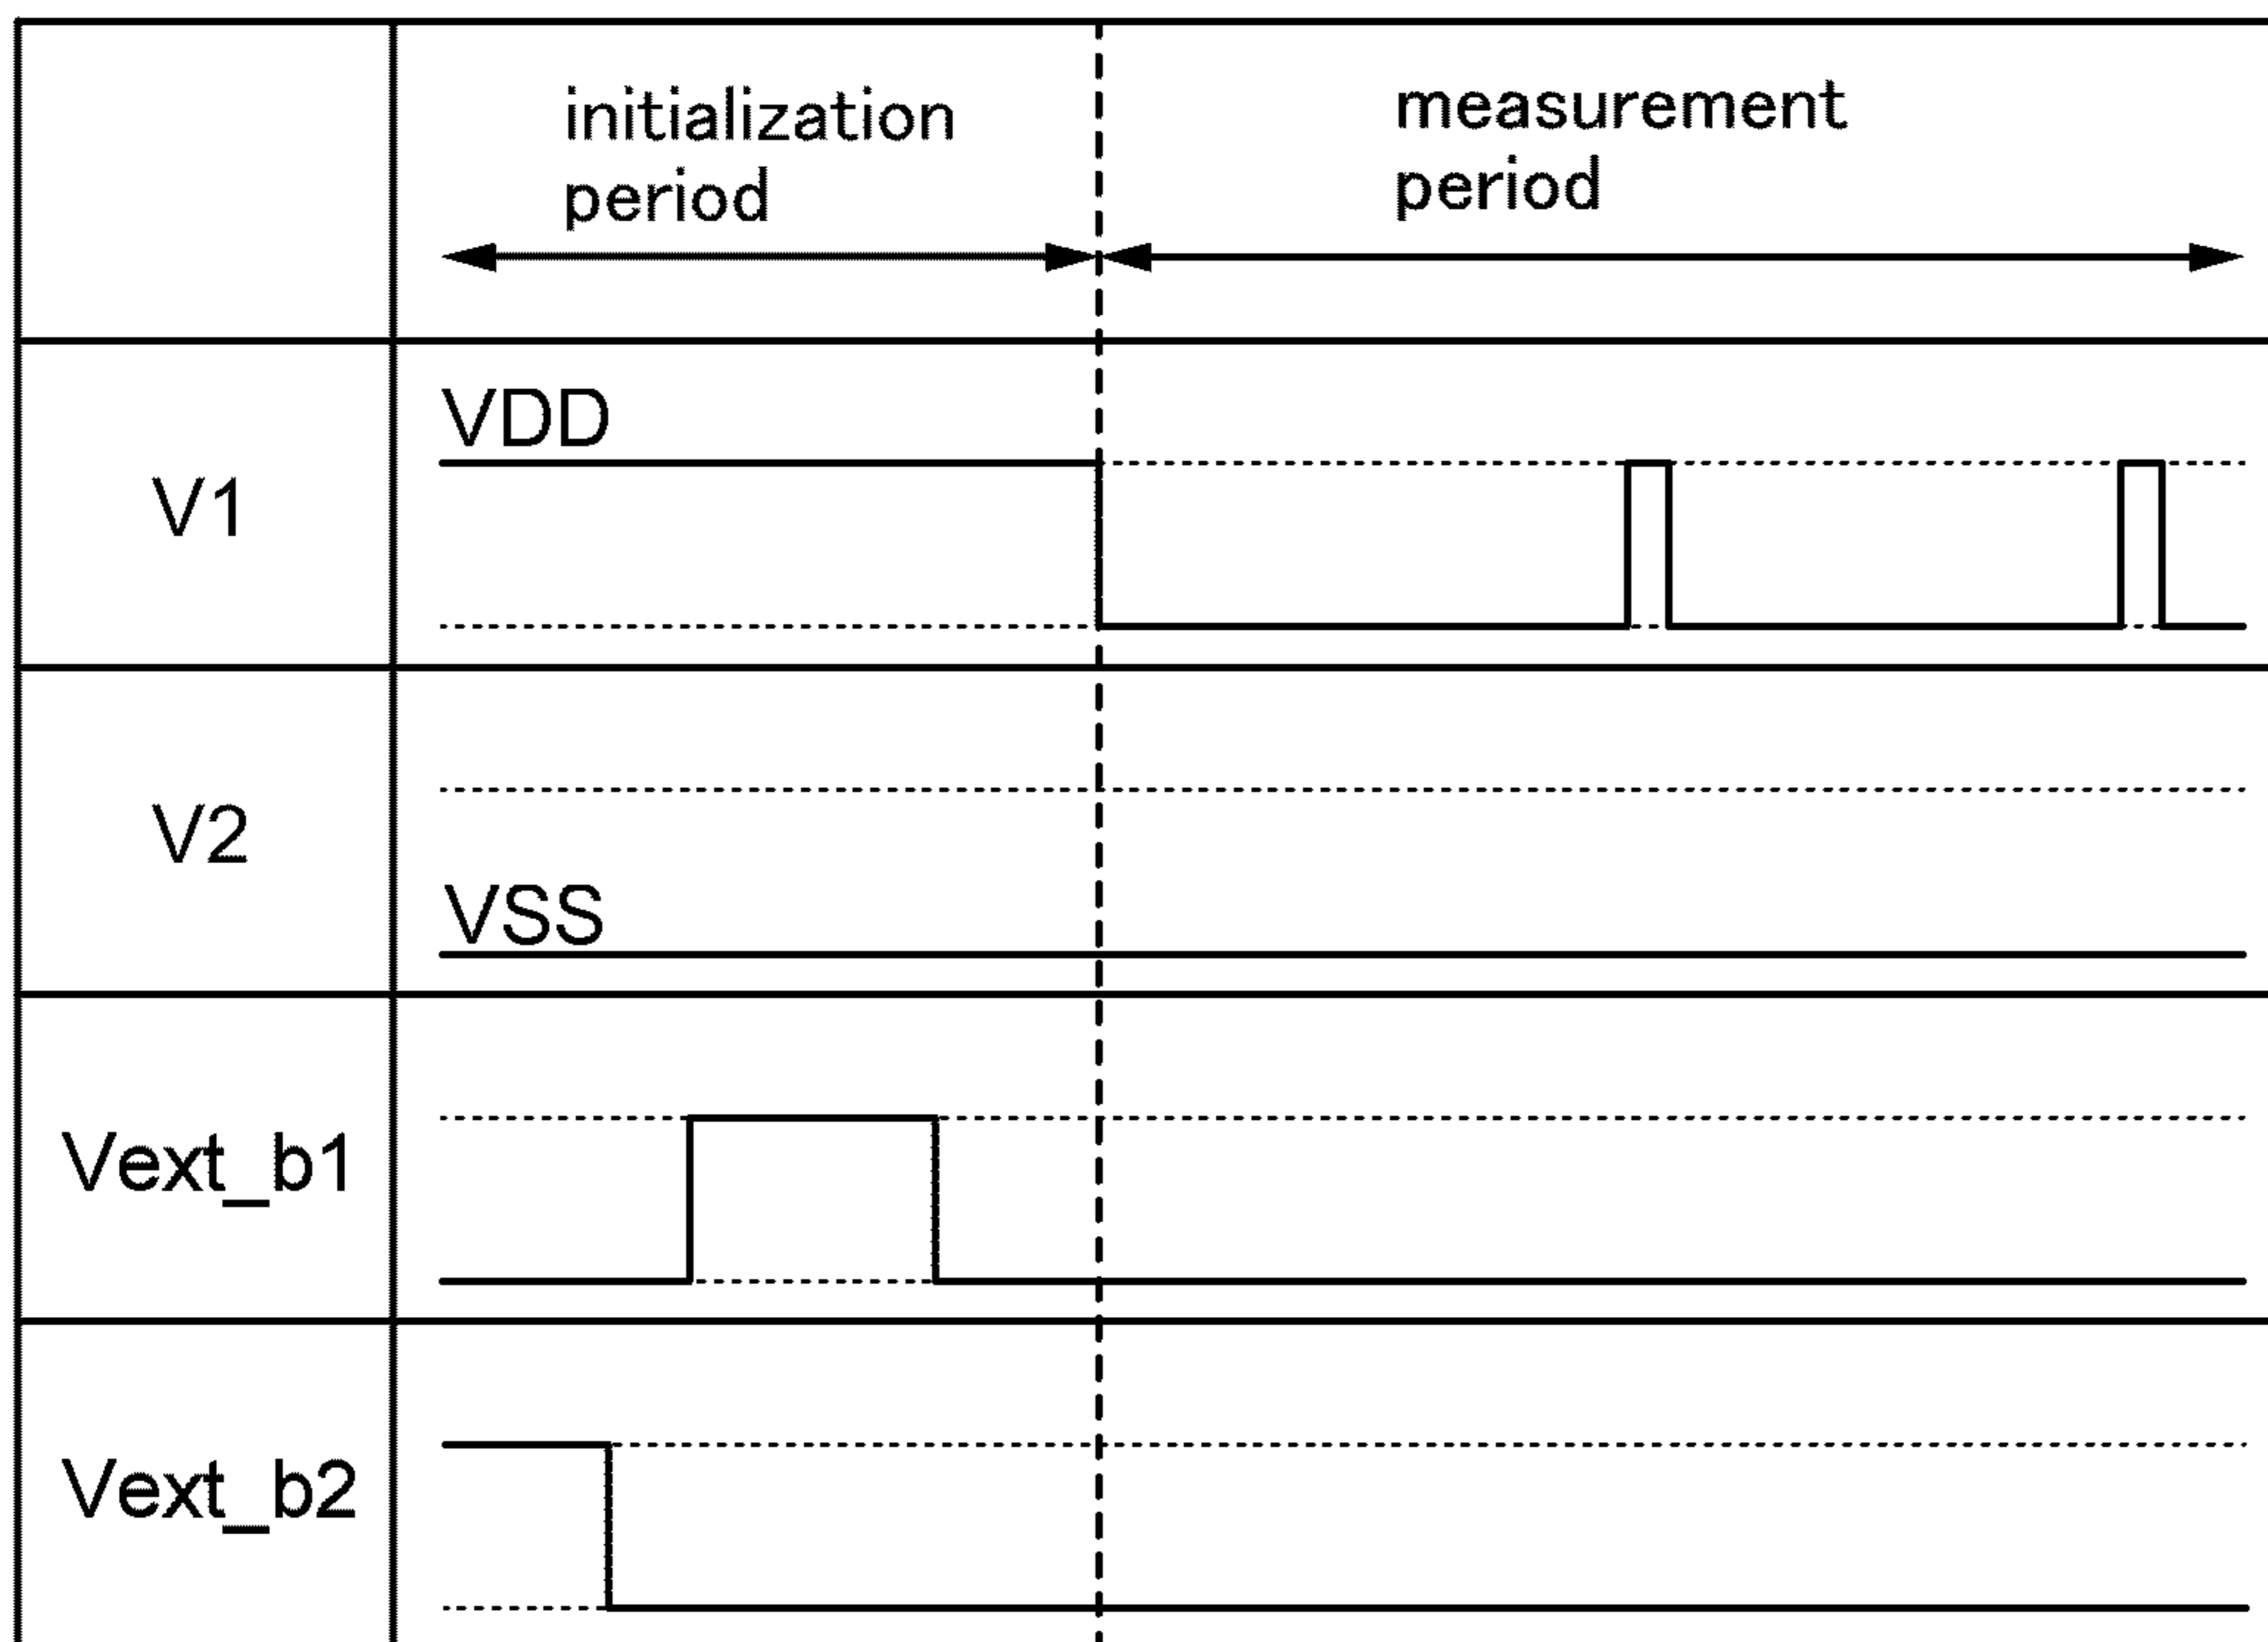 initialization
period
measurement
period
VDD
V1
V2
VSS
Vext_b1
Vext_b2